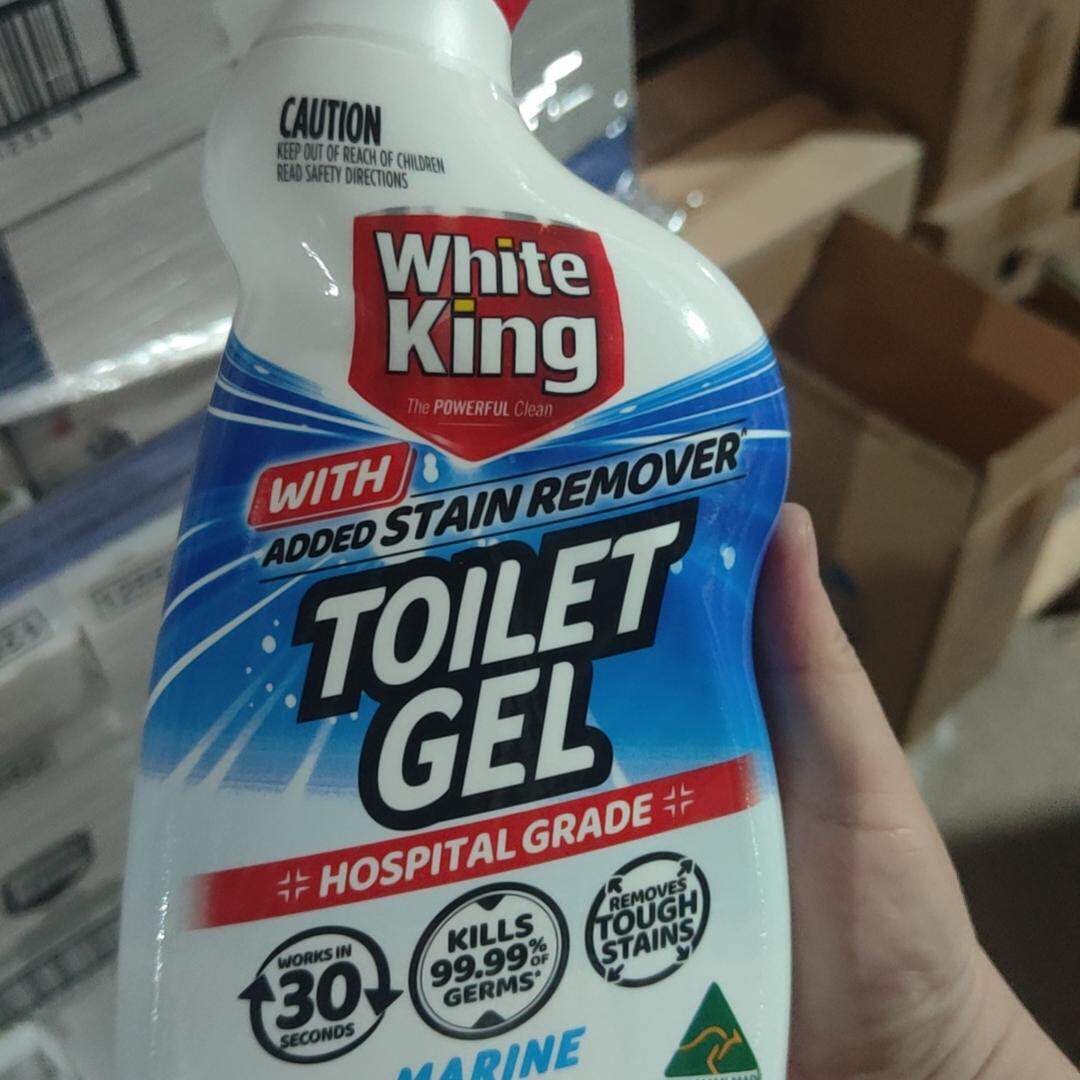 CAUTION
KEEP OUT OF REACH OF CHILDREN
READ SAFETY DIRECTIONS
White
King
The POWERFUL Clean
WITH
ADDED STAIN REMOVER^
TOILET
GEL
HOSPITAL GRADE
WORKS IN
30
SECONDS
KILLS
99.99% OF
GERMS*
REMOVES
TOUGH
STAINS
MARINE